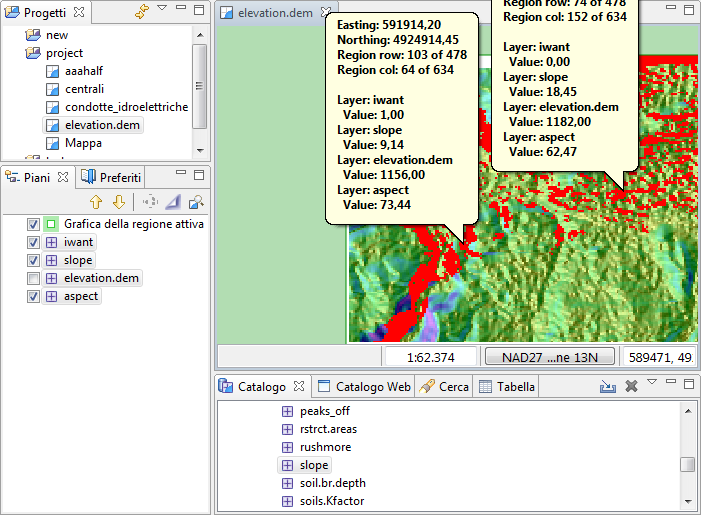 Progetti
new
project
aaahalf
centrali
condotte_idroelettriche
elevation.dem
Mappa
Piani
Preferiti
Grafica della regione attiva
iwant
slope
elevation.dem
aspect
elevation.dem
Easting: 591914,20
Northing: 4924914,45
Region row: 103 of 478
Region col: 64 of 634
Layer: iwant
Value: 1,00
Layer: slope
Value: 9,14
Layer: elevation.dem
Value: 1156,00
Layer: aspect
Value: 73,44
Region row: 74 of 478
Region col: 152 of 634
Layer: iwant
Value: 0,00
Layer: slope
Value: 18,45
Layer: elevation.dem
Value: 1182,00
Layer: aspect
Value: 62,47
1:62.374
NAD27 ...ne 13N
589471, 49
Catalogo
Catalogo Web
Cerca
Tabella
peaks_off
rstrct.areas
rushmore
slope
soil.br.depth
soils.Kfactor